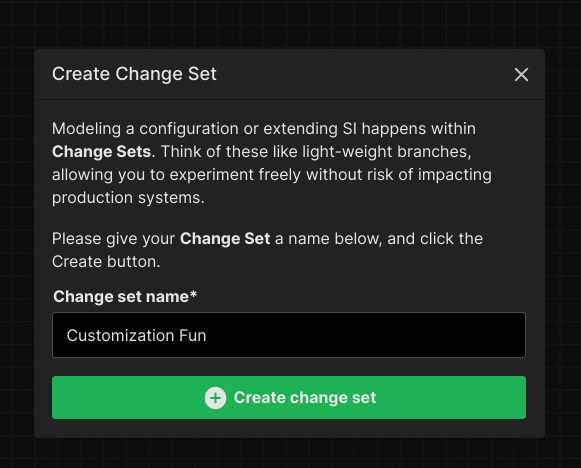 Create Change Set
Modeling a configuration or extending SI happens within
Change Sets. Think of these like light-weight branches,
allowing you to experiment freely without risk of impacting
production systems.
Please give your Change Set a name below, and click the
Create button.
Change set name*
Customization Fun
Create change set